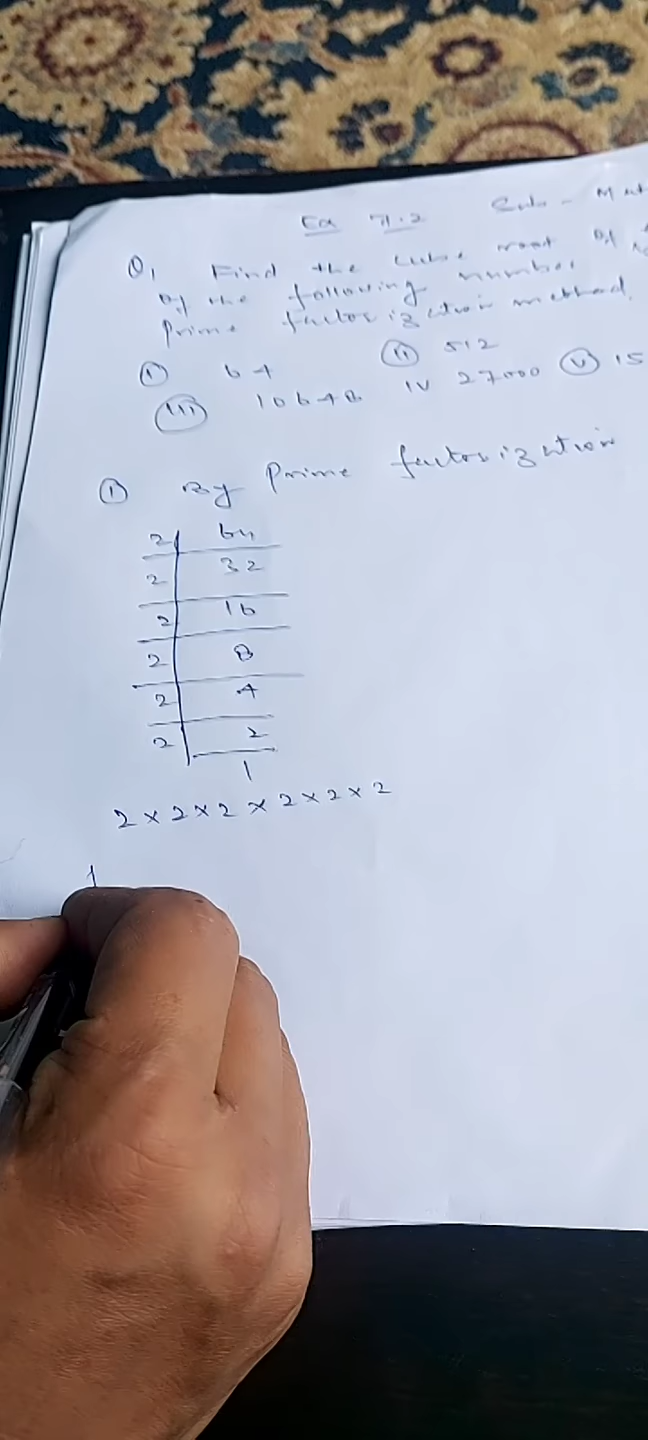 Ex 7.2 Sub - Mat
Q1 Find the cube root of
of the following number
Prime factorization method.
(i) 64 (ii) 512
(iii) 10648 iv 27000 (v) 15
(i) By Prime factorization
2 64
2 32
2 16
2 8
2 4
2 2
1
2 × 2 × 2 × 2 × 2 × 2